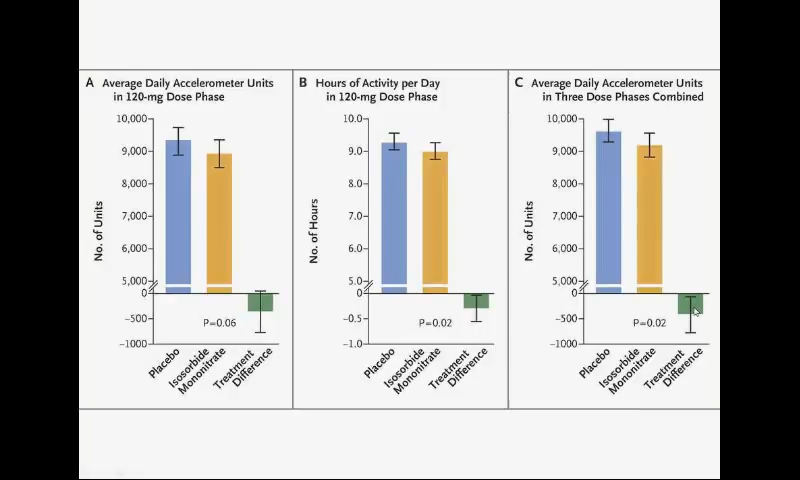 A Average Daily Accelerometer Units
in 120-mg Dose Phase
10,000
9,000
8,000
7,000
6,000
5,000
0
−500
−1000
No. of Units
P=0.06
Placebo
Isosorbide
Mononitrate
Treatment
Difference
B Hours of Activity per Day
in 120-mg Dose Phase
10.0
9.0
8.0
7.0
6.0
5.0
0
−0.5
−1.0
No. of Hours
P=0.02
Placebo
Isosorbide
Mononitrate
Treatment
Difference
C Average Daily Accelerometer Units
in Three Dose Phases Combined
10,000
9,000
8,000
7,000
6,000
5,000
0
−500
−1000
No. of Units
P=0.02
Placebo
Isosorbide
Mononitrate
Treatment
Difference